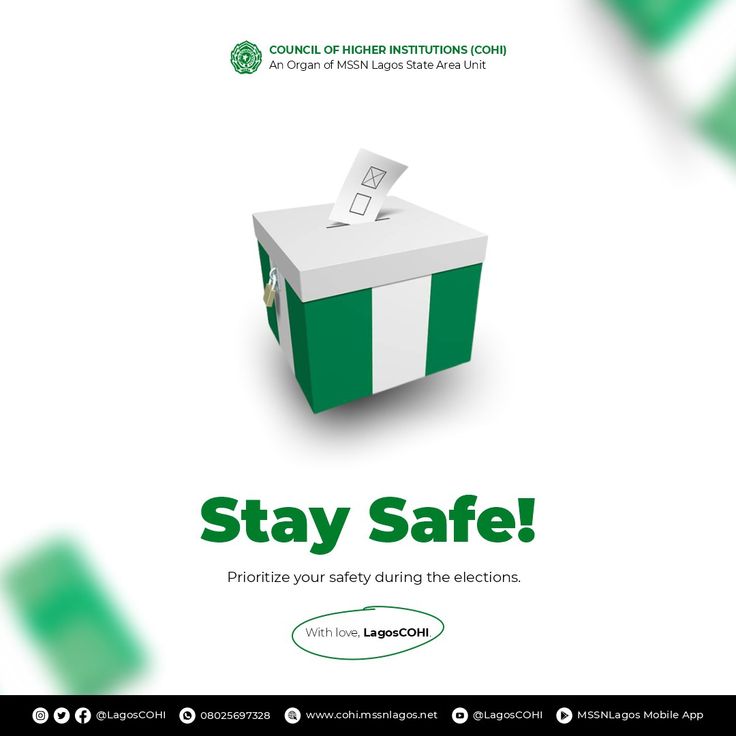 COUNCIL OF HIGHER INSTITUTIONS (COHI)
An Organ of MSSN Lagos State Area Unit
Stay Safe!
Prioritize your safety during the elections.
With love, LagosCOHI.
@LagosCOHI 08025697328 www.cohi.mssnlagos.net @LagosCOHI MSSNLagos Mobile App